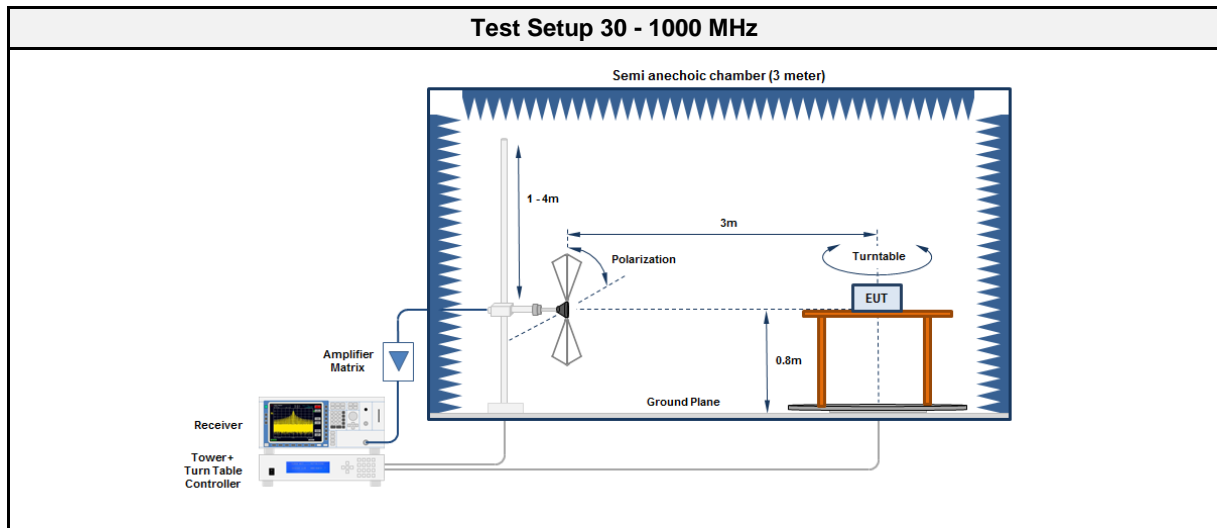 Test Setup 30 - 1000 MHz
Semi anechoic chamber (3 meter)
1 - 4m
3m
Polarization
Turntable
EUT
Amplifier
Matrix
0.8m
Ground Plane
Receiver
Tower+
Turn Table
Controller